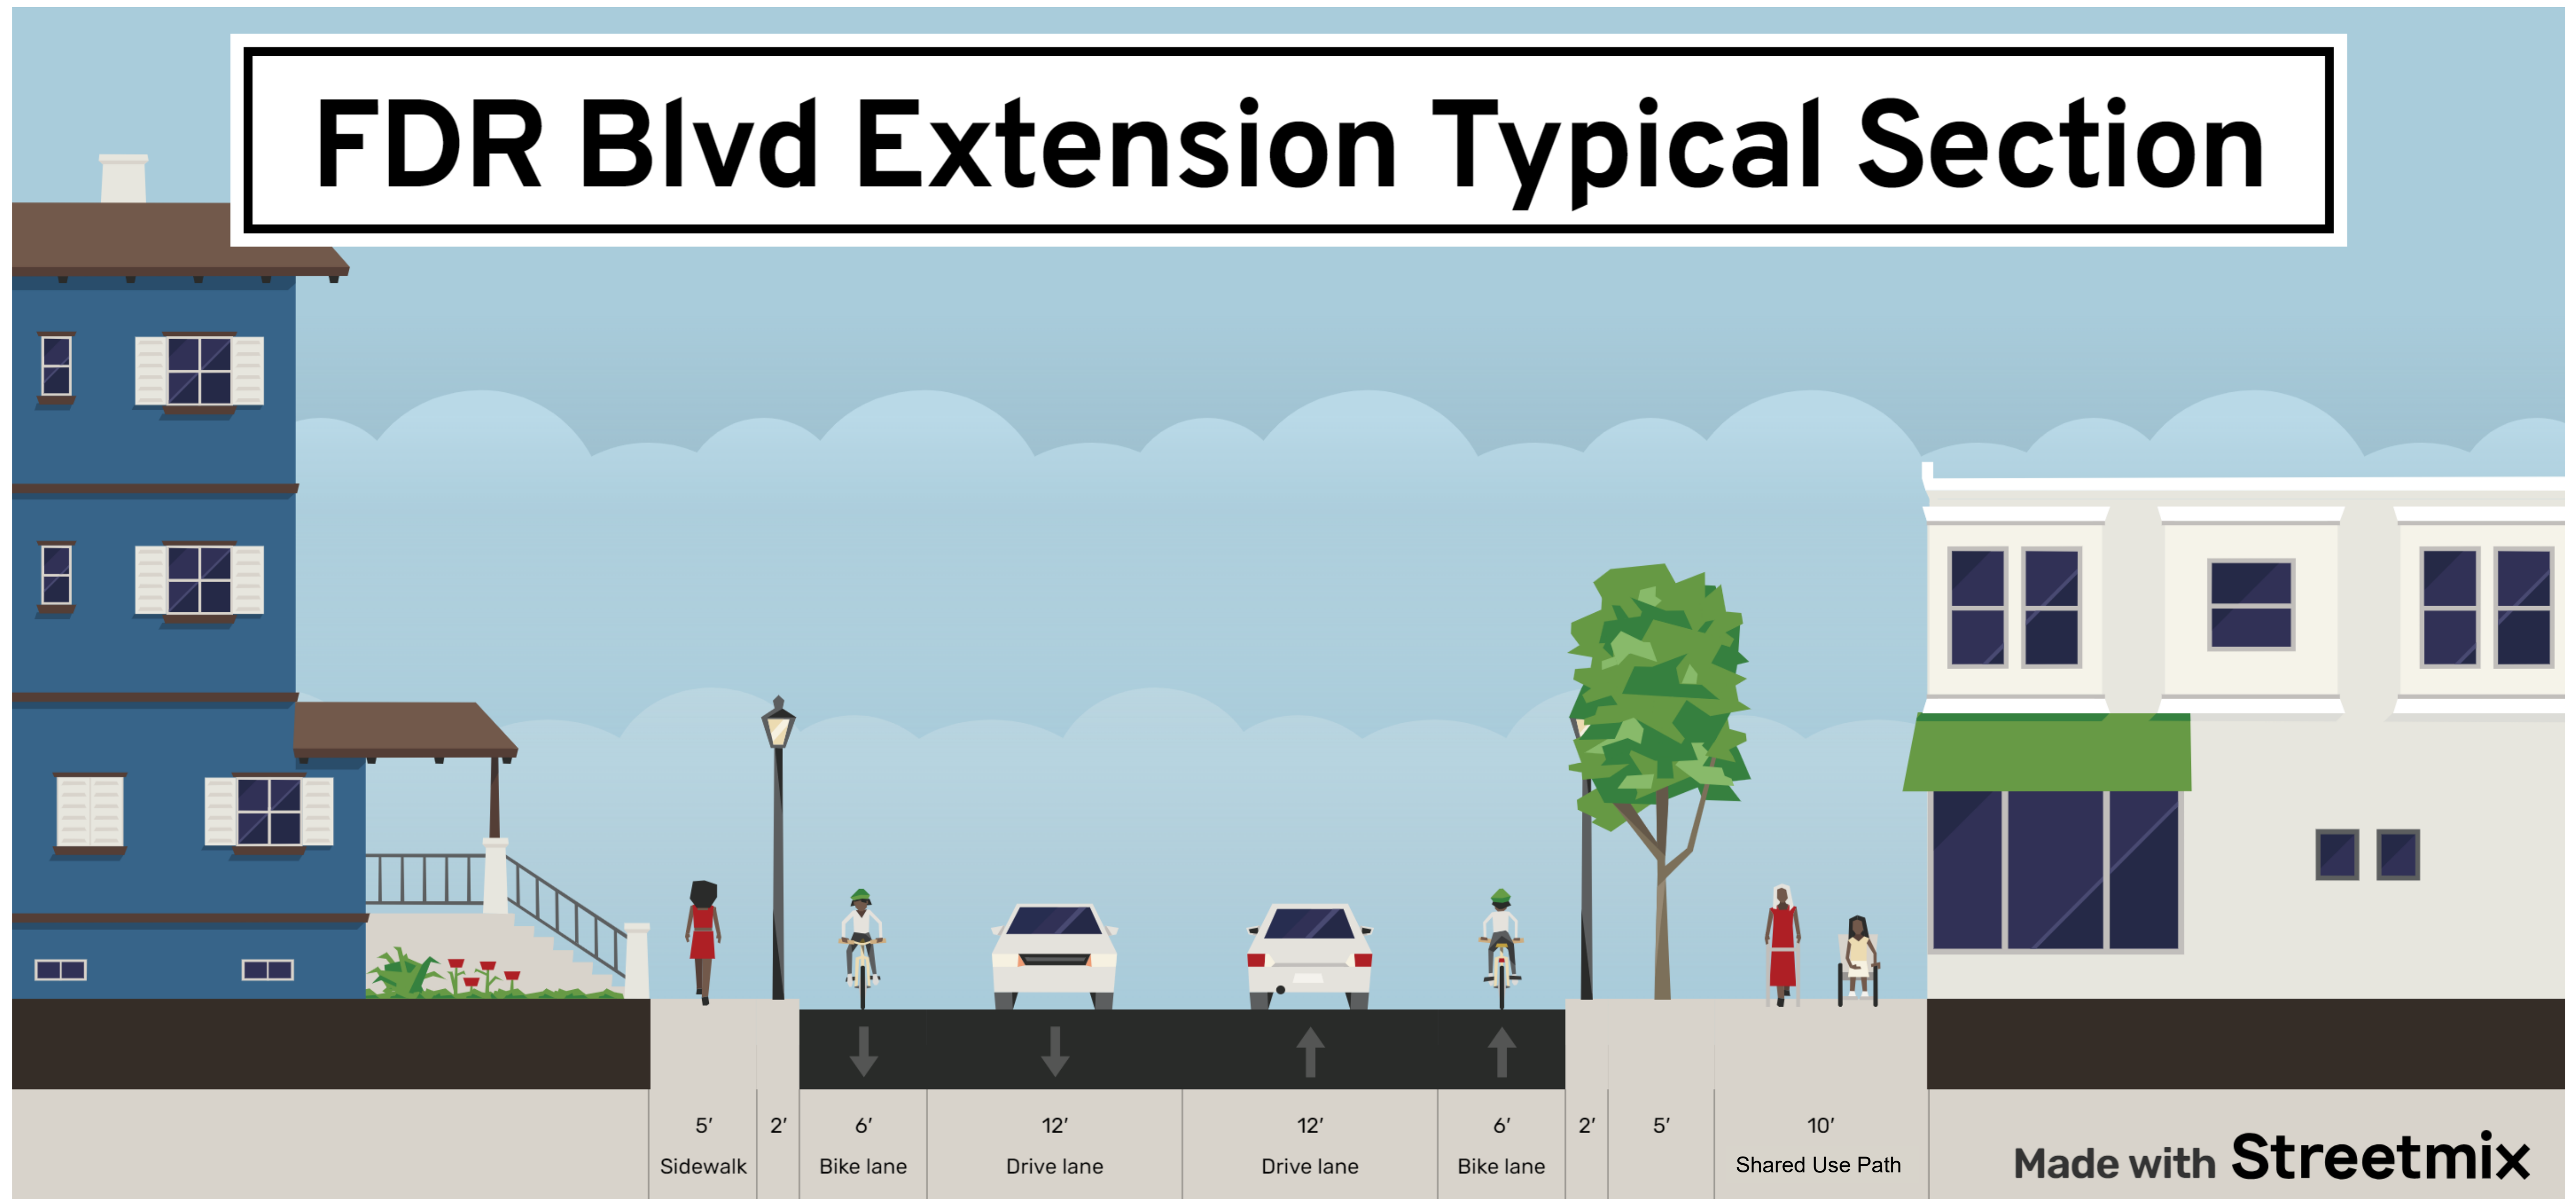 FDR Blvd Extension Typical Section
5′ 2′ 6′ 12′ 12′ 6′ 2′ 5′ 10′
Sidewalk Bike lane Drive lane Drive lane Bike lane Shared Use Path
Made with Streetmix